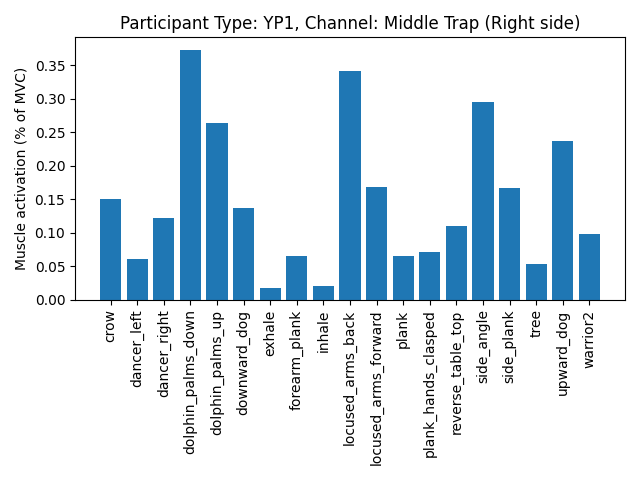 Participant Type: YP1, Channel: Middle Trap (Right side)
Muscle activation (% of MVC)
0.35
0.30
0.25
0.20
0.15
0.10
0.05
0.00
crow
dancer_left
dancer_right
dolphin_palms_down
dolphin_palms_up
downward_dog
exhale
forearm_plank
inhale
locused_arms_back
locused_arms_forward
plank
plank_hands_clasped
reverse_table_top
side_angle
side_plank
tree
upward_dog
warrior2